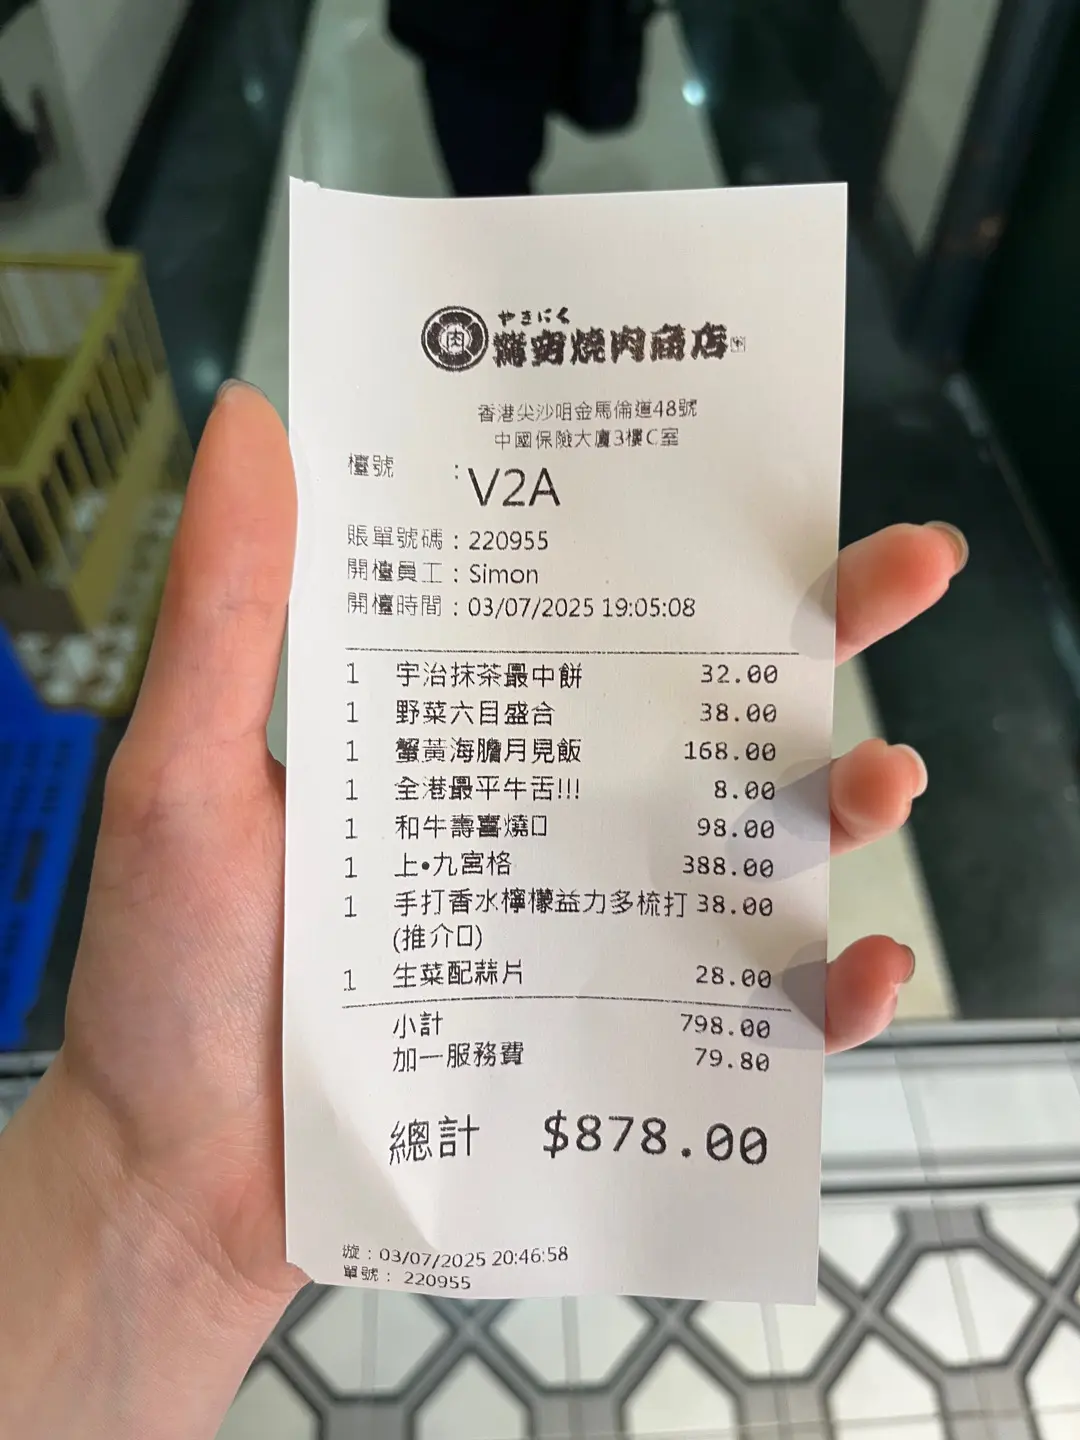 やきにく
燒肉商店
肉
香港尖沙咀金馬倫道48號
中國保險大廈3樓C室
檯號 : V2A
賬單號碼 : 220955
開檯員工 : Simon
開檯時間 : 03/07/2025 19:05:08
1 宇治抹茶最中餅 32.00
1 野菜六目盛合 38.00
1 蟹黃海膽月見飯 168.00
1 全港最平牛舌!!! 8.00
1 和牛壽喜燒口 98.00
1 上•九宮格 388.00
1 手打香水檸檬益力多梳打 38.00
(推介口)
1 生菜配蒜片 28.00
小計 798.00
加一服務費 79.80
總計 $878.00
: 03/07/2025 20:46:58
單號 : 220955